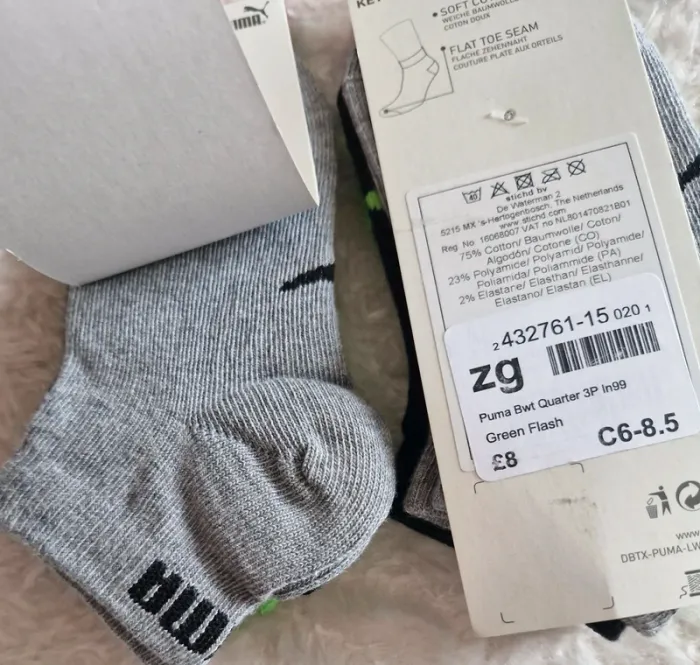 PUMA
KEY
• SOFT CO
WEICHE BAUMWOLLE
COTON DOUX
• FLAT TOE SEAM
FLACHE ZEHENNAHT
COUTURE PLATE AUX ORTEILS
40
stichd bv
De Waterman 2
5215 MX 's-Hertogenbosch, The Netherlands
www.stichd.com
Reg No 16068007 VAT no NL801470821B01
75% Cotton/ Baumwolle/ Coton/
Algodón/ Cotone (CO)
23% Polyamide/ Polyamid/ Polyamide/
Poliamida/ Poliammide (PA)
2% Elastane/ Elasthan/ Elasthanne/
Elastano/ Elastan (EL)
2 432761-15 020 1
zg
Puma Bwt Quarter 3P In99
Green Flash
£8 C6-8.5
www.
DBTX-PUMA-LW
MA